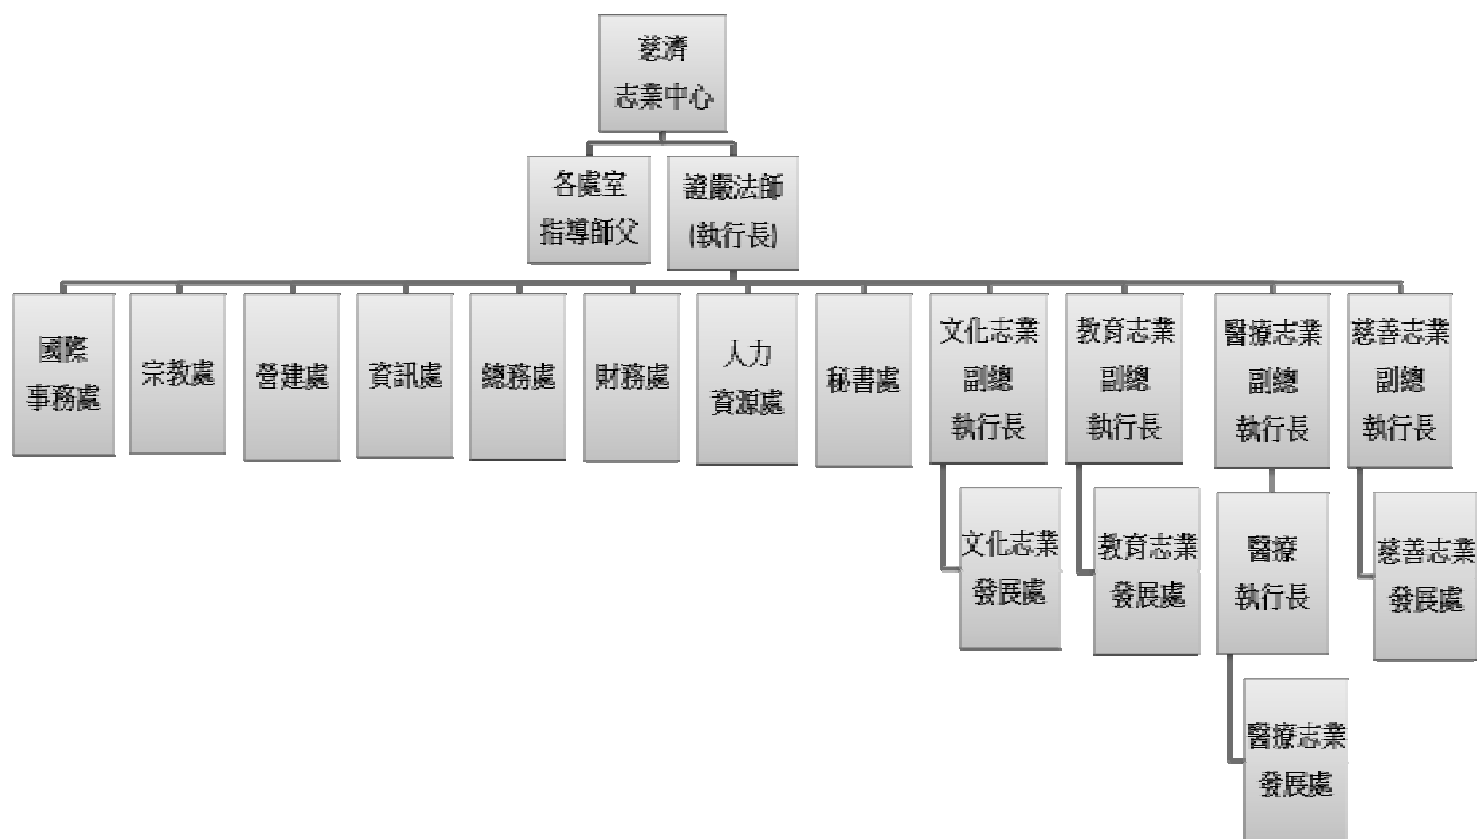 慈濟
志業中心
各處室
指導師父
證嚴法師
(執行長)
國際
事務處
宗教處
營建處
資訊處
總務處
財務處
人力
資源處
秘書處
文化志業
副總
執行長
教育志業
副總
執行長
醫療志業
副總
執行長
慈善志業
副總
執行長
文化志業
發展處
教育志業
發展處
醫療
執行長
慈善志業
發展處
醫療志業
發展處